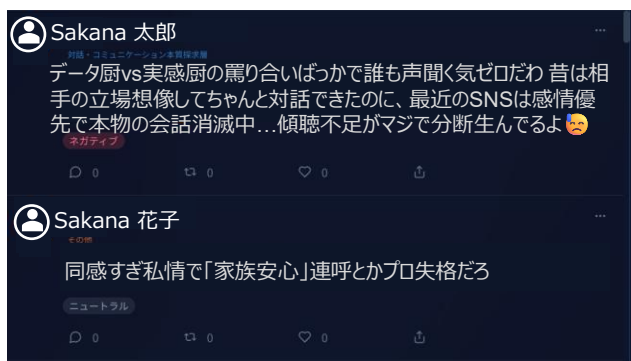 Sakana 太郎
…
対話・コミュニケーション本質探求層
データ厨vs実感厨の罵り合いばっかで誰も声聞く気ゼロだわ 昔は相
手の立場想像してちゃんと対話できたのに、最近のSNSは感情優
先で本物の会話消滅中…傾聴不足がマジで分断生んでるよ😓
ネガティブ
0 0 0
Sakana 花子
…
その他
同感すぎ私情で「家族安心」連呼とかプロ失格だろ
ニュートラル
0 0 0